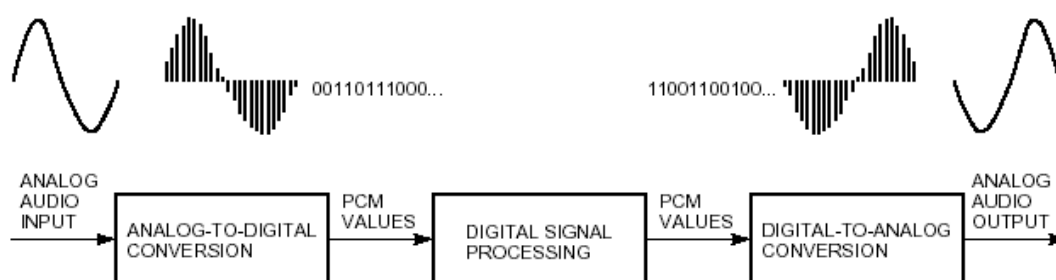 00110111000...
11001100100...
ANALOG
AUDIO
INPUT
ANALOG-TO-DIGITAL
CONVERSION
PCM
VALUES
DIGITAL SIGNAL
PROCESSING
PCM
VALUES
DIGITAL-TO-ANALOG
CONVERSION
ANALOG
AUDIO
OUTPUT